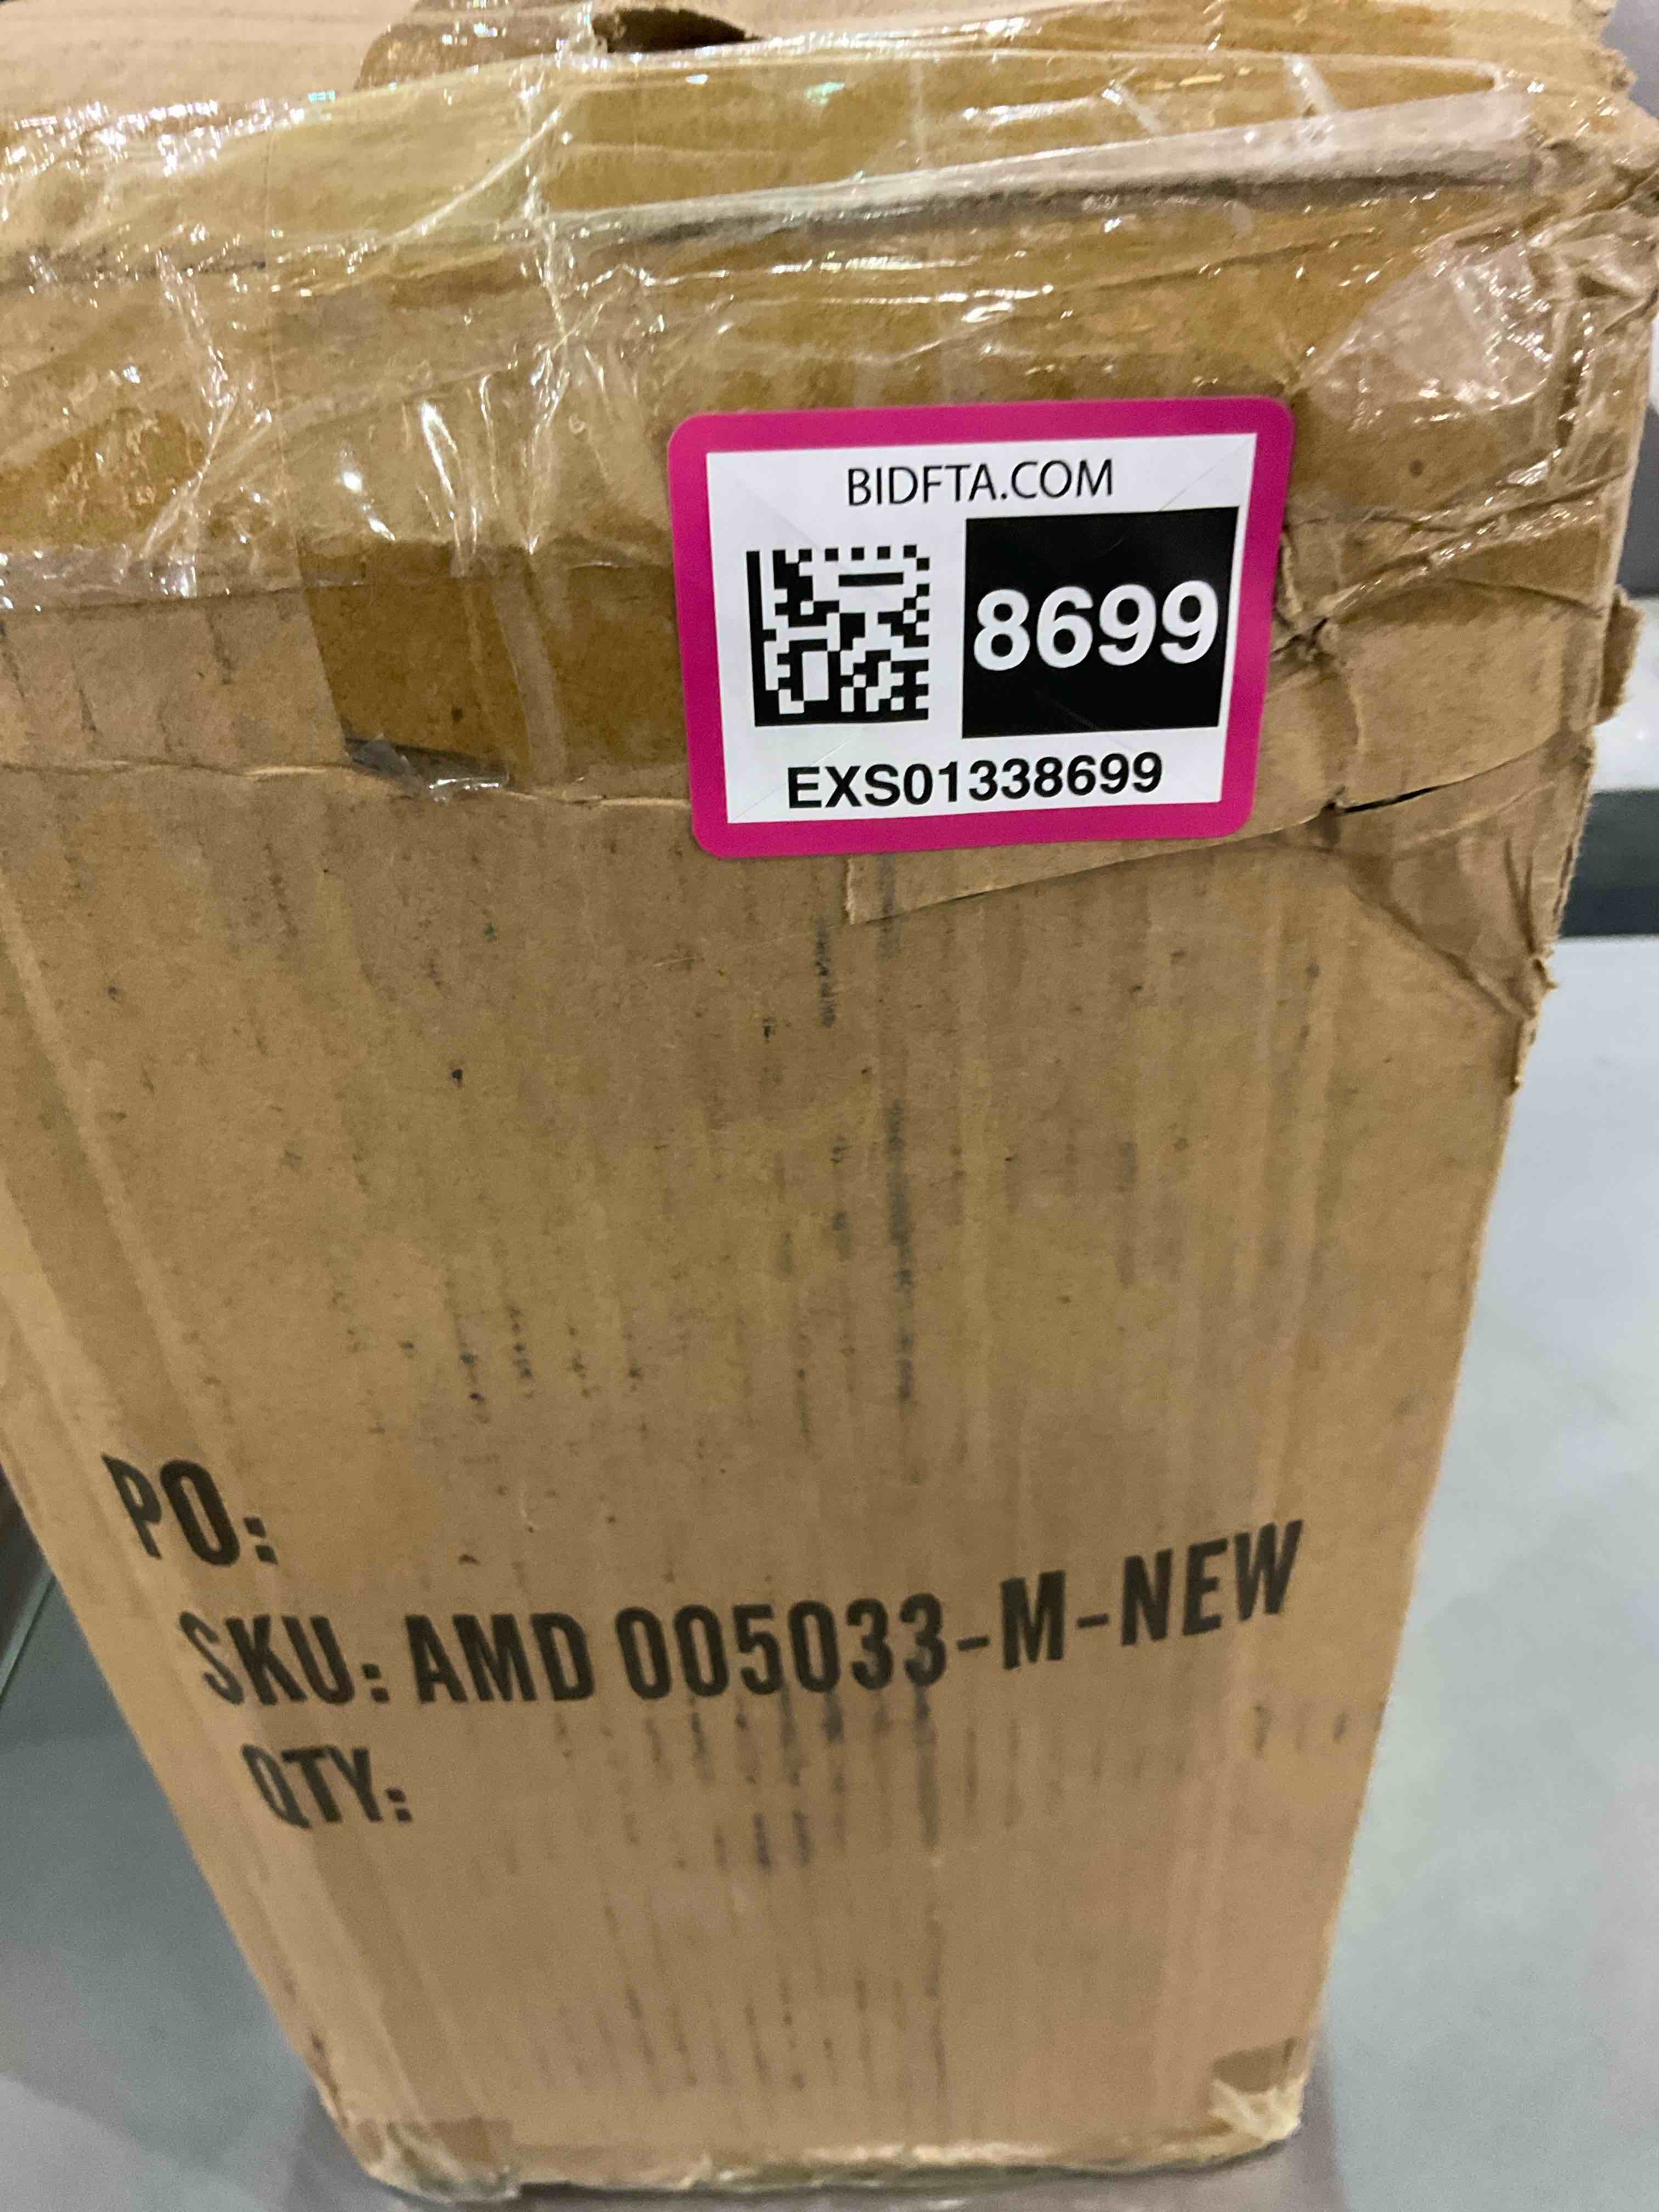 BIDFTA.COM
8699
EXS01338699
PO:
SKU: AMD 005033-M-NEW
QTY: